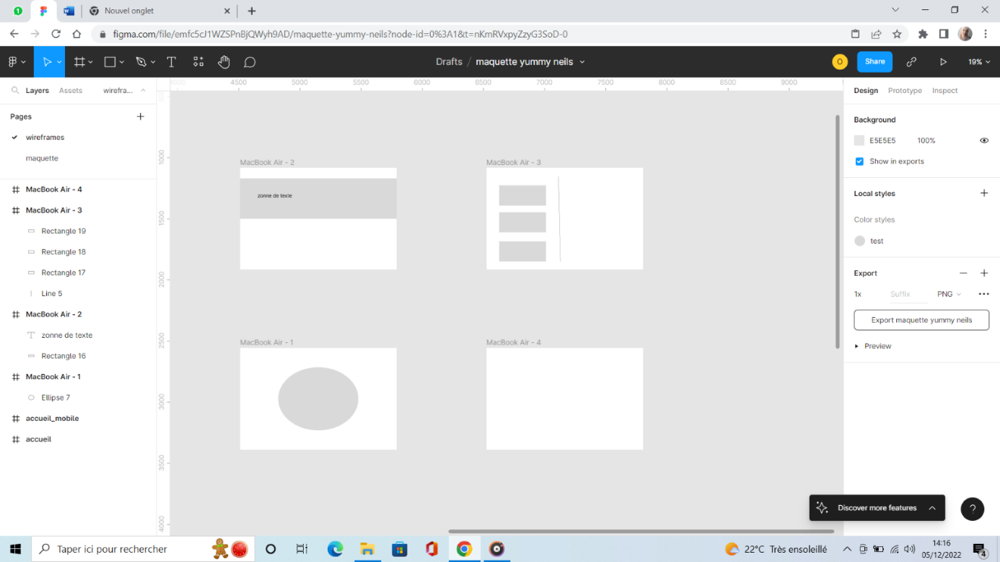 1
Nouvel onglet
figma.com/file/emfc5cJ1WZSPnBjQWyh9AD/maquette-yummy-neils?node-id=0%3A1&t=nKmRVxpyZzyG3SoD-0
Drafts / maquette yummy neils
O
Share
19%
Layers
Assets
wirefra...
4500 5000 5500 6000 6500 7000 7500 8000 8500 9000
Design
Prototype
Inspect
Pages
wireframes
maquette
MacBook Air - 4
MacBook Air - 3
Rectangle 19
Rectangle 18
Rectangle 17
Line 5
MacBook Air - 2
zonne de texte
Rectangle 16
MacBook Air - 1
Ellipse 7
accueil_mobile
accueil
1000
1500
2000
2500
3000
3500
4000
MacBook Air - 2
zonne de texte
MacBook Air - 3
MacBook Air - 1
MacBook Air - 4
Background
E5E5E5 100%
Show in exports
Local styles
Color styles
test
Export
1x Suffix PNG
Export maquette yummy neils
Preview
Discover more features
?
Taper ici pour rechercher
22°C Très ensoleillé
14:16
05/12/2022
4